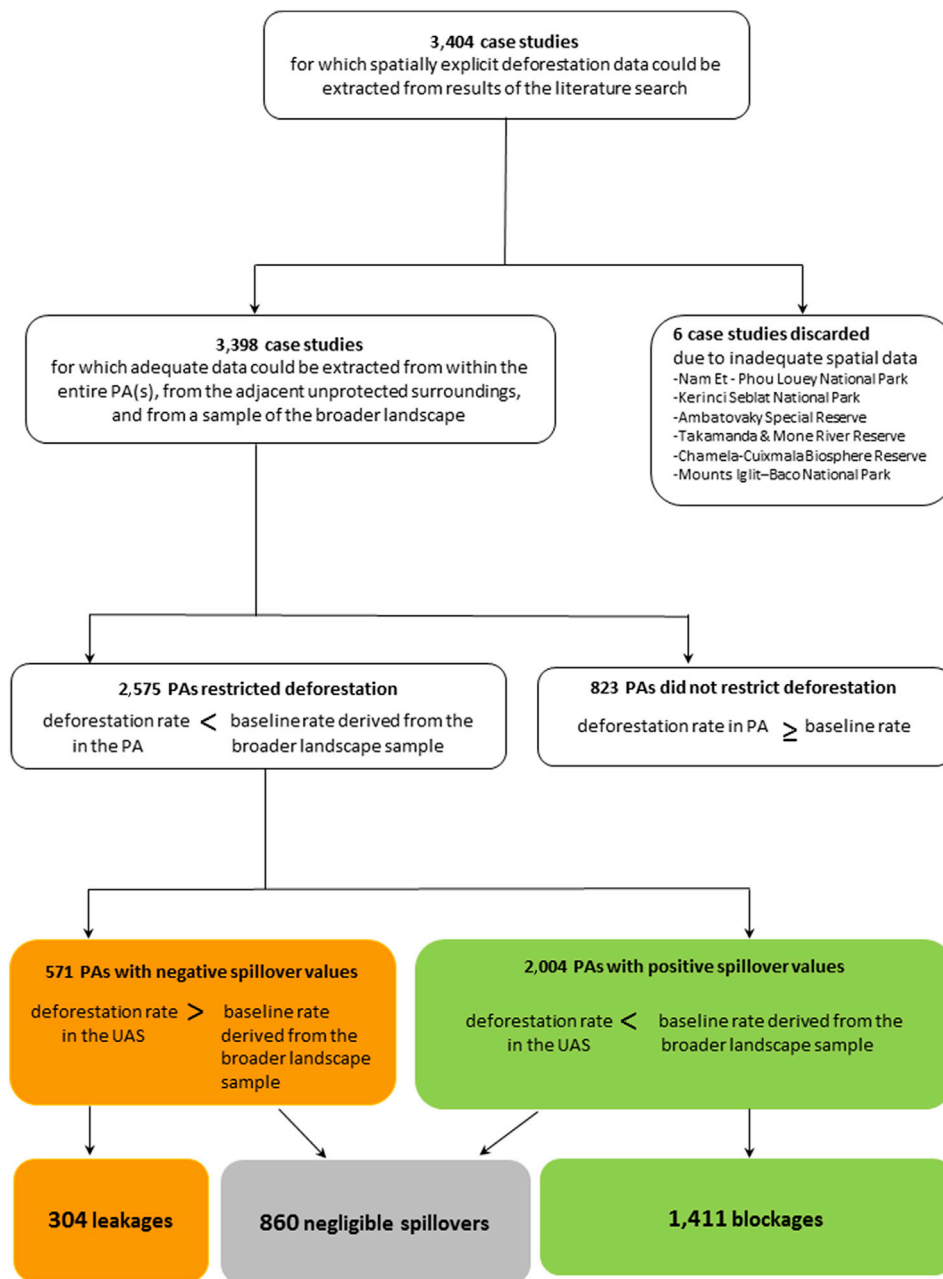 3,404 case studies
for which spatially explicit deforestation data could be
extracted from results of the literature search
3,398 case studies
for which adequate data could be extracted from within the
entire PA(s), from the adjacent unprotected surroundings,
and from a sample of the broader landscape
6 case studies discarded
due to inadequate spatial data
-Nam Et - Phou Louey National Park
-Kerinci Seblat National Park
-Ambatovaky Special Reserve
-Takamanda & Mone River Reserve
-Chamela-Cuixmala Biosphere Reserve
-Mounts Iglit–Baco National Park
2,575 PAs restricted deforestation
deforestation rate < baseline rate derived from the
in the PA broader landscape sample
823 PAs did not restrict deforestation
deforestation rate in PA ≥ baseline rate
571 PAs with negative spillover values
deforestation rate > baseline rate
in the UAS derived from the
broader landscape
sample
2,004 PAs with positive spillover values
deforestation rate < baseline rate derived from the
in the UAS broader landscape sample
304 leakages
860 negligible spillovers
1,411 blockages